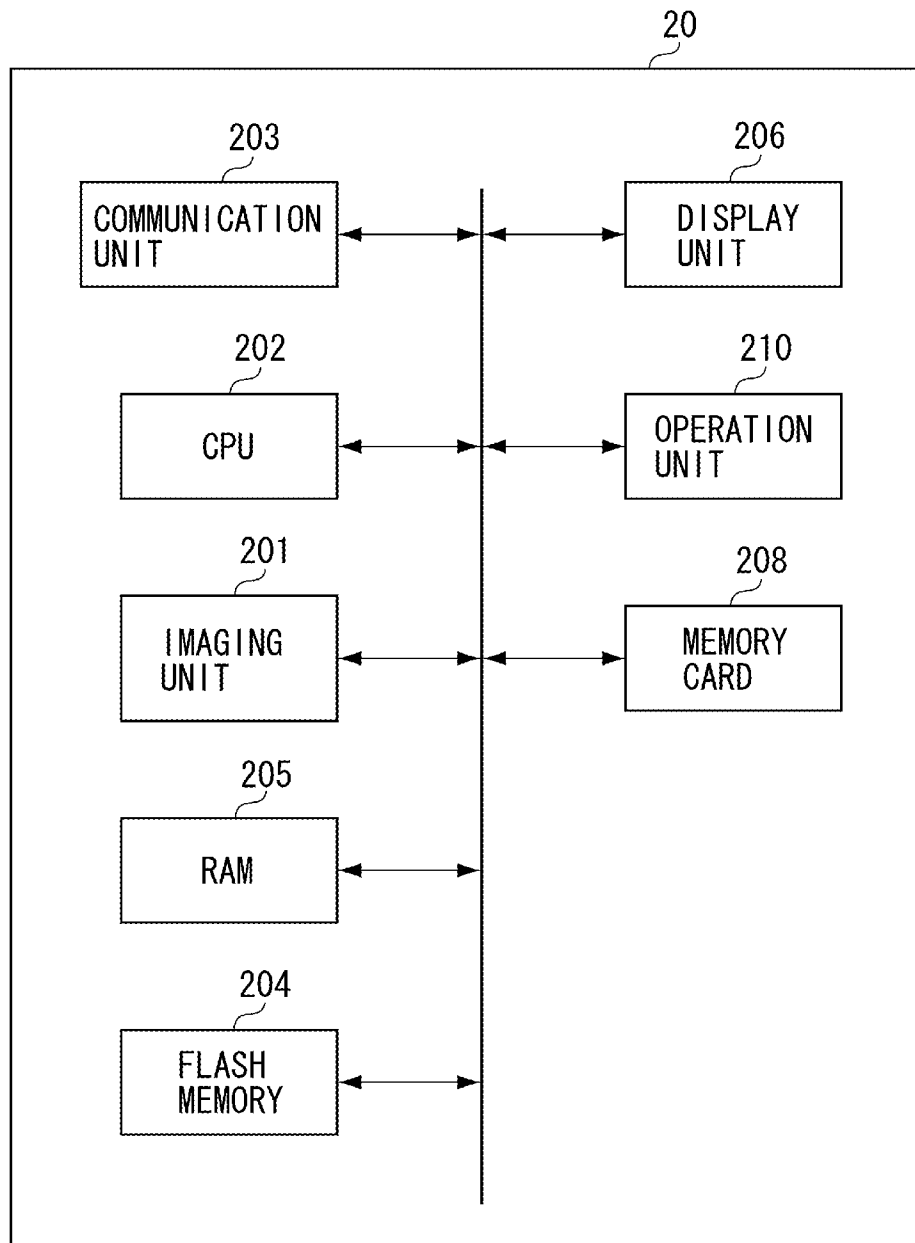 20
203
COMMUNICATION
UNIT
206
DISPLAY
UNIT
202
CPU
210
OPERATION
UNIT
201
IMAGING
UNIT
208
MEMORY
CARD
205
RAM
204
FLASH
MEMORY